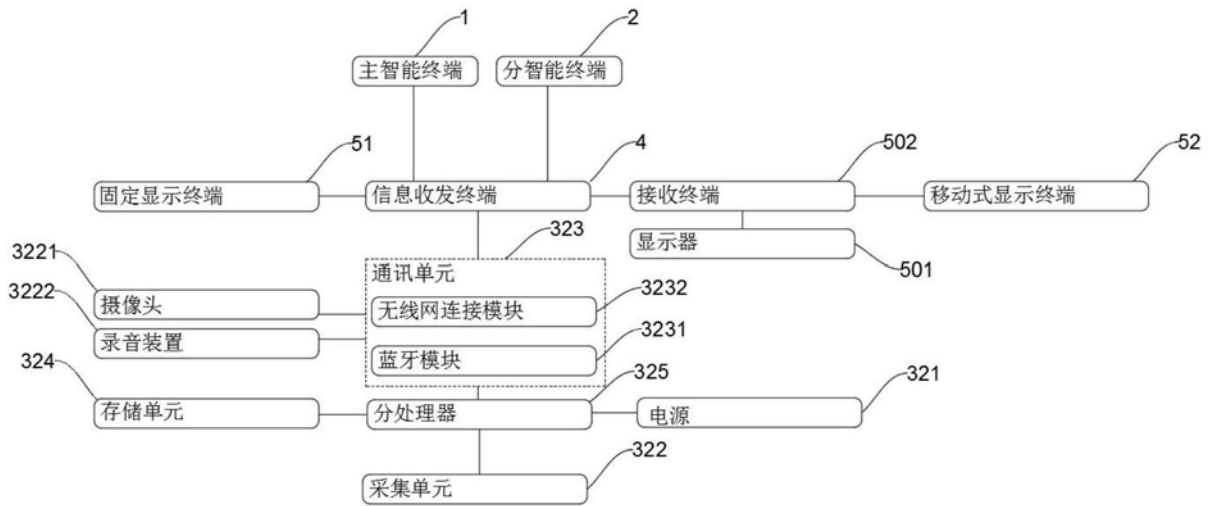 1
2
主智能终端
分智能终端
51
4
502
52
固定显示终端
信息收发终端
接收终端
移动式显示终端
323
显示器
501
3221
通讯单元
摄像头
无线网连接模块
3232
3222
录音装置
3231
蓝牙模块
324
325
321
存储单元
分处理器
电源
322
采集单元